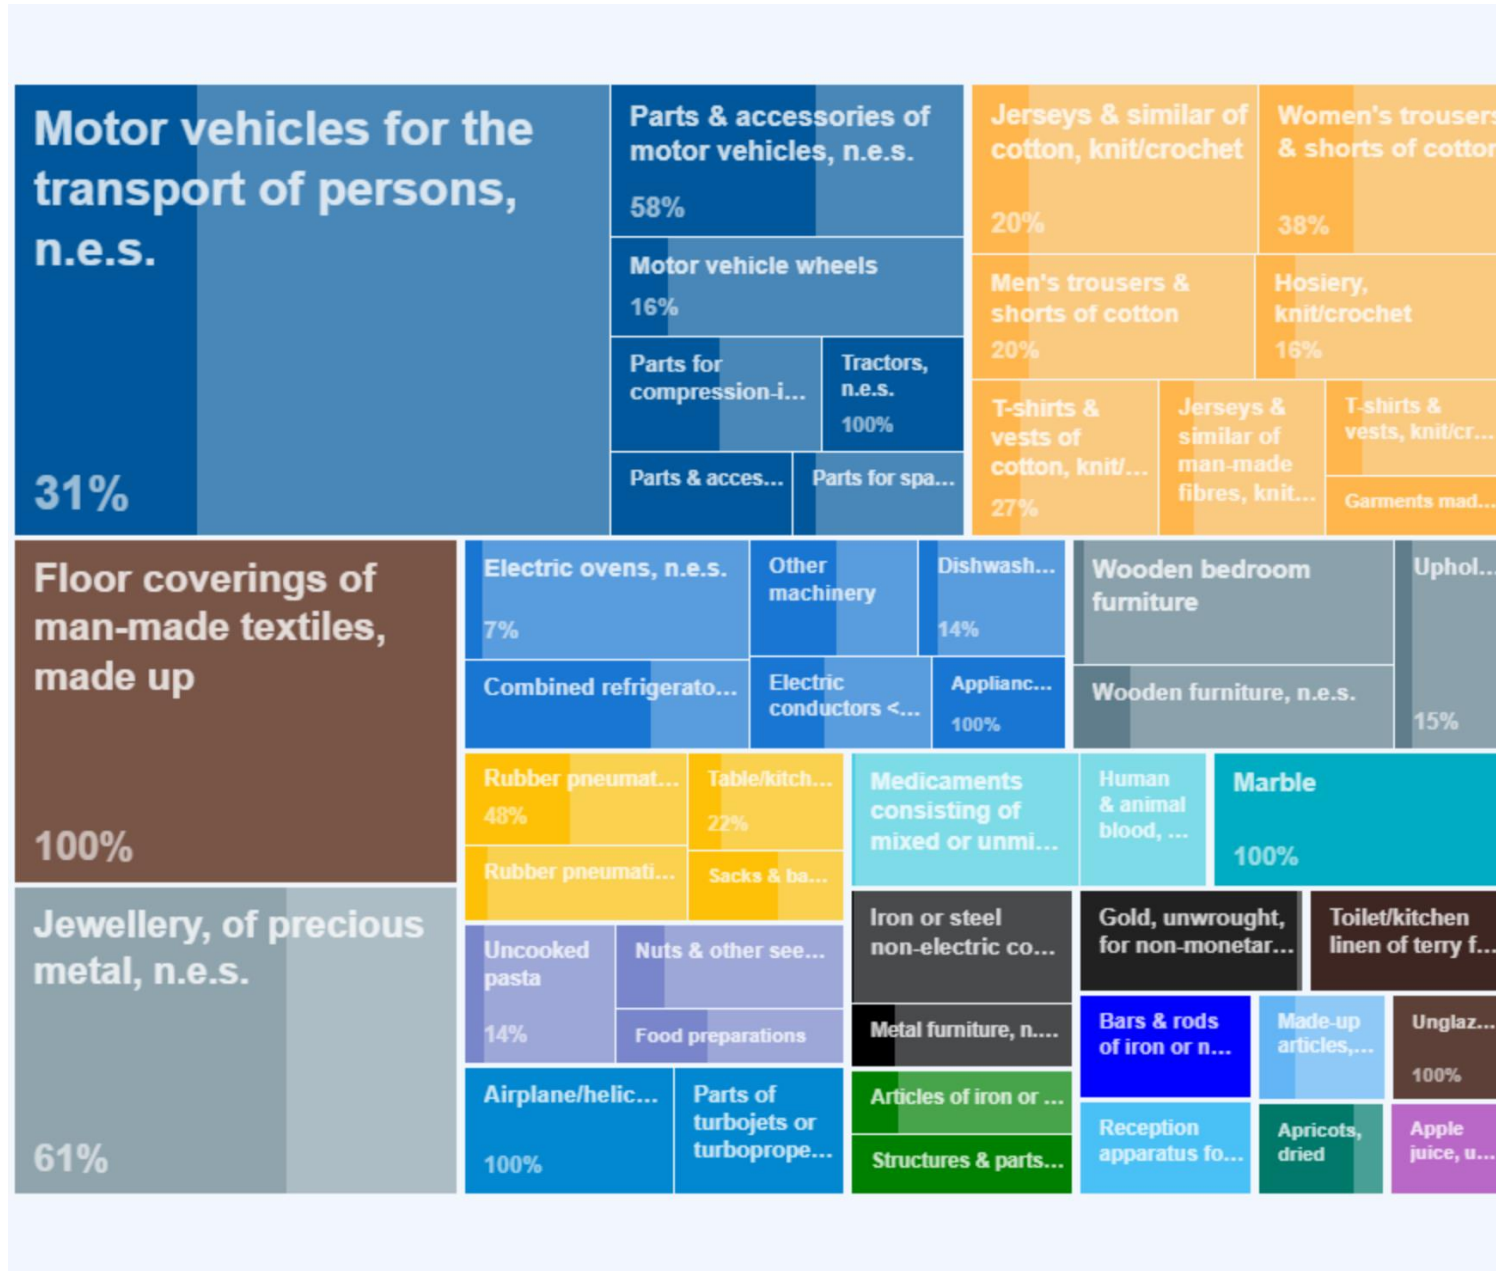 Motor vehicles for the
transport of persons,
n.e.s.
31%
Parts & accessories of
motor vehicles, n.e.s.
58%
Motor vehicle wheels
16%
Parts for
compression-i...
Tractors,
n.e.s.
100%
Parts & acces...
Parts for spa...
Jerseys & similar of
cotton, knit/crochet
20%
Women's trousers
& shorts of cotton
38%
Men's trousers &
shorts of cotton
20%
Hosiery,
knit/crochet
16%
T-shirts &
vests of
cotton, knit/...
27%
Jerseys &
similar of
man-made
fibres, knit...
T-shirts &
vests, knit/cr...
Garments mad...
Floor coverings of
man-made textiles,
made up
100%
Jewellery, of precious
metal, n.e.s.
61%
Electric ovens, n.e.s.
7%
Other
machinery
Dishwash...
14%
Combined refrigerato...
Electric
conductors <...
Applianc...
100%
Wooden bedroom
furniture
Uphol...
15%
Wooden furniture, n.e.s.
Rubber pneumat...
48%
Table/kitch...
22%
Rubber pneumati...
Sacks & ba...
Medicaments
consisting of
mixed or unmi...
Human
& animal
blood, ...
Marble
100%
Uncooked
pasta
14%
Nuts & other see...
Food preparations
Iron or steel
non-electric co...
Metal furniture, n....
Gold, unwrought,
for non-monetar...
Toilet/kitchen
linen of terry f...
Airplane/helic...
100%
Parts of
turbojets or
turboprope...
Articles of iron or ...
Structures & parts...
Bars & rods
of iron or n...
Made-up
articles,...
Unglaz...
100%
Reception
apparatus fo...
Apricots,
dried
Apple
juice, u...